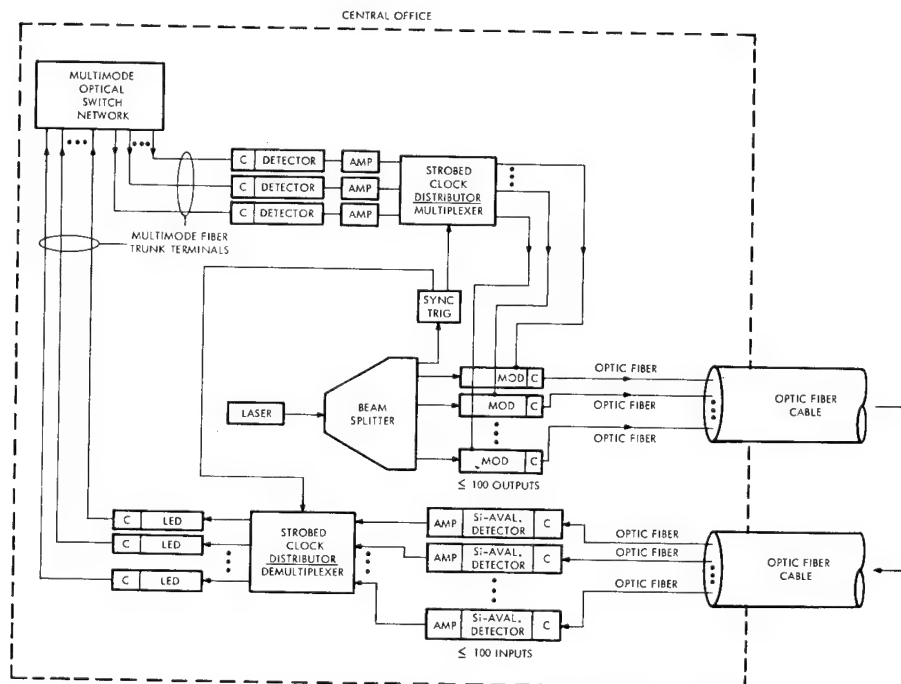 CENTRAL OFFICE
MULTIMODE
OPTICAL
SWITCH
NETWORK
C DETECTOR AMP
C DETECTOR AMP
C DETECTOR AMP
STROBED
CLOCK
DISTRIBUTOR
MULTIPLEXER
MULTIMODE FIBER
TRUNK TERMINALS
SYNC
TRIG
LASER
BEAM
SPLITTER
MOD C
MOD C
MOD C
≤ 100 OUTPUTS
OPTIC FIBER
OPTIC FIBER
OPTIC FIBER
OPTIC FIBER
CABLE
C LED
C LED
C LED
STROBED
CLOCK
DISTRIBUTOR
DEMULTIPLEXER
AMP Si-AVAL. DETECTOR C
AMP Si-AVAL. DETECTOR C
AMP Si-AVAL. DETECTOR C
≤ 100 INPUTS
OPTIC FIBER
OPTIC FIBER
OPTIC FIBER
OPTIC FIBER
CABLE